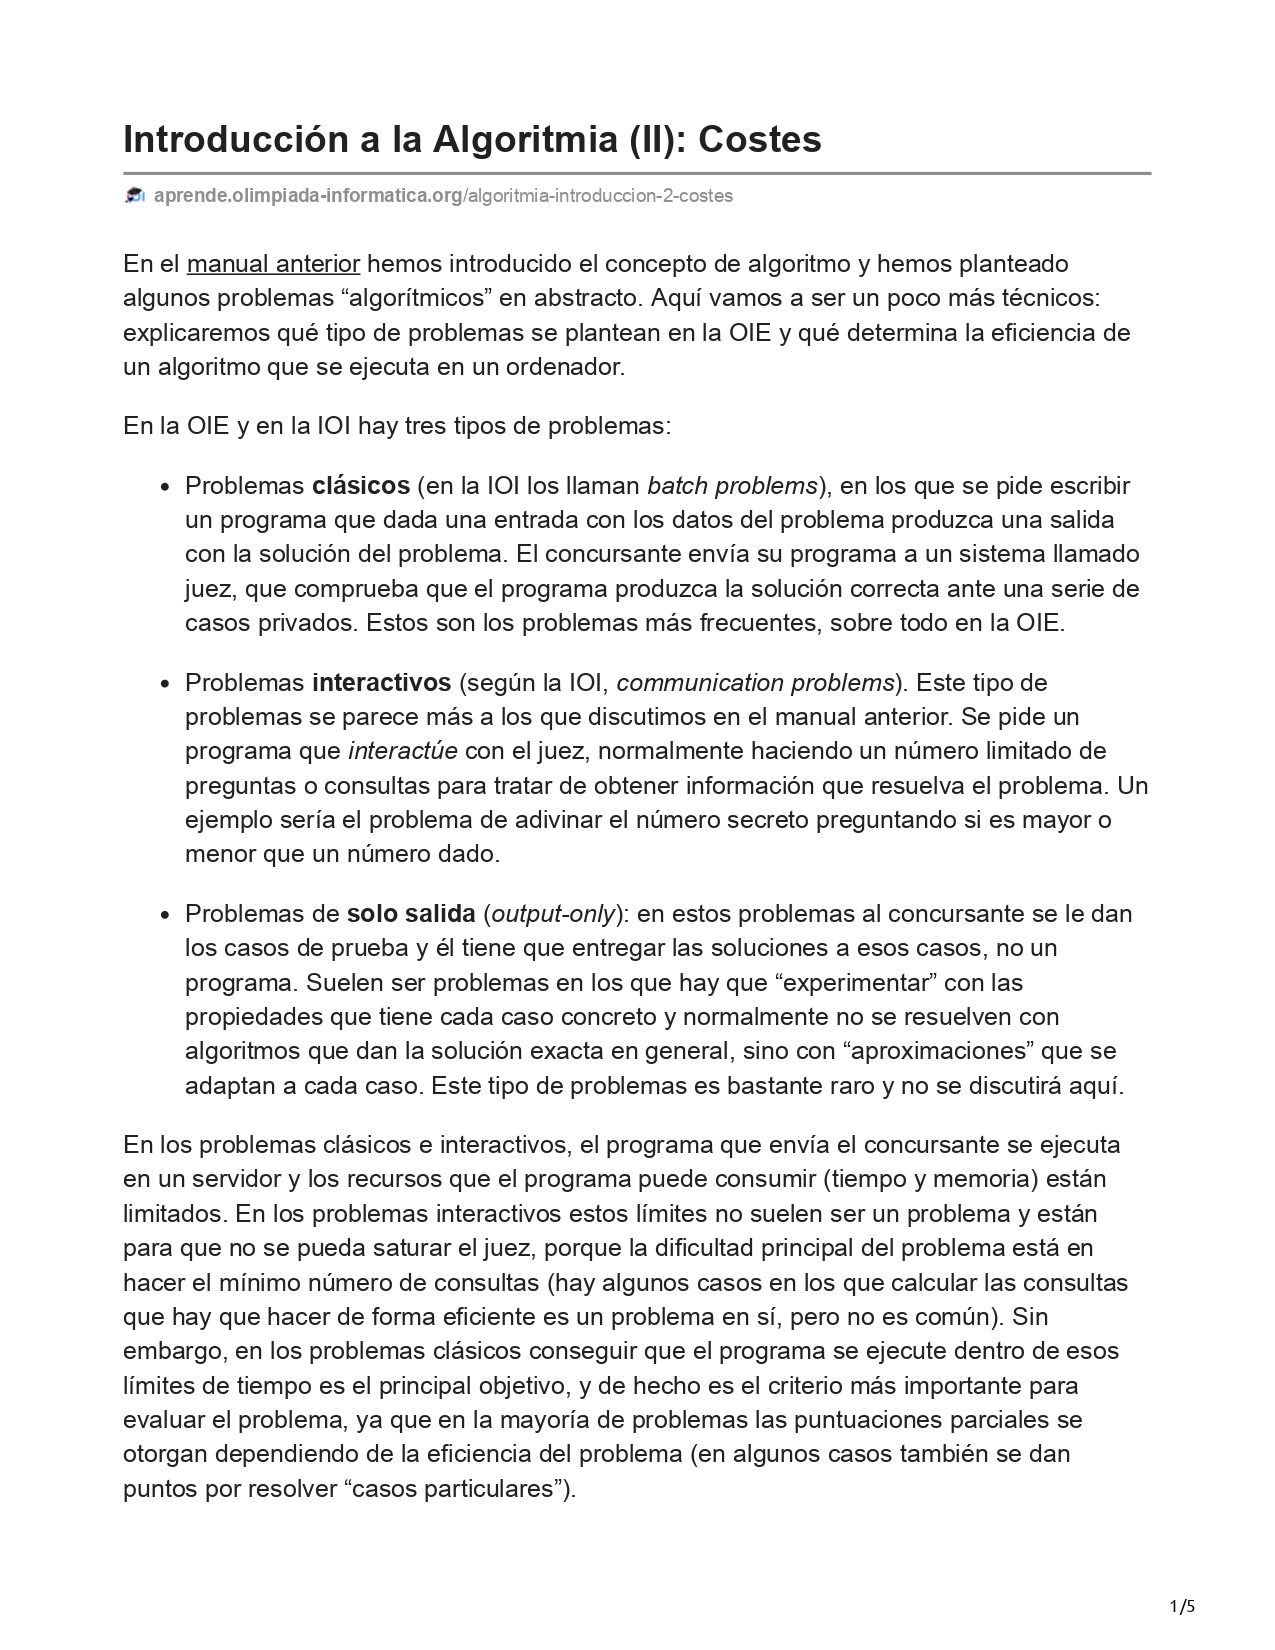 Introducción a la Algoritmia (II): Costes
aprende.olimpiada-informatica.org/algoritmia-introduccion-2-costes
En el manual anterior hemos introducido el concepto de algoritmo y hemos planteado
algunos problemas “algorítmicos” en abstracto. Aquí vamos a ser un poco más técnicos:
explicaremos qué tipo de problemas se plantean en la OIE y qué determina la eficiencia de
un algoritmo que se ejecuta en un ordenador.
En la OIE y en la IOI hay tres tipos de problemas:
• Problemas clásicos (en la IOI los llaman batch problems), en los que se pide escribir
un programa que dada una entrada con los datos del problema produzca una salida
con la solución del problema. El concursante envía su programa a un sistema llamado
juez, que comprueba que el programa produzca la solución correcta ante una serie de
casos privados. Estos son los problemas más frecuentes, sobre todo en la OIE.
• Problemas interactivos (según la IOI, communication problems). Este tipo de
problemas se parece más a los que discutimos en el manual anterior. Se pide un
programa que interactúe con el juez, normalmente haciendo un número limitado de
preguntas o consultas para tratar de obtener información que resuelva el problema. Un
ejemplo sería el problema de adivinar el número secreto preguntando si es mayor o
menor que un número dado.
• Problemas de solo salida (output-only): en estos problemas al concursante se le dan
los casos de prueba y él tiene que entregar las soluciones a esos casos, no un
programa. Suelen ser problemas en los que hay que “experimentar” con las
propiedades que tiene cada caso concreto y normalmente no se resuelven con
algoritmos que dan la solución exacta en general, sino con “aproximaciones” que se
adaptan a cada caso. Este tipo de problemas es bastante raro y no se discutirá aquí.
En los problemas clásicos e interactivos, el programa que envía el concursante se ejecuta
en un servidor y los recursos que el programa puede consumir (tiempo y memoria) están
limitados. En los problemas interactivos estos límites no suelen ser un problema y están
para que no se pueda saturar el juez, porque la dificultad principal del problema está en
hacer el mínimo número de consultas (hay algunos casos en los que calcular las consultas
que hay que hacer de forma eficiente es un problema en sí, pero no es común). Sin
embargo, en los problemas clásicos conseguir que el programa se ejecute dentro de esos
límites de tiempo es el principal objetivo, y de hecho es el criterio más importante para
evaluar el problema, ya que en la mayoría de problemas las puntuaciones parciales se
otorgan dependiendo de la eficiencia del problema (en algunos casos también se dan
puntos por resolver “casos particulares”).
1/5